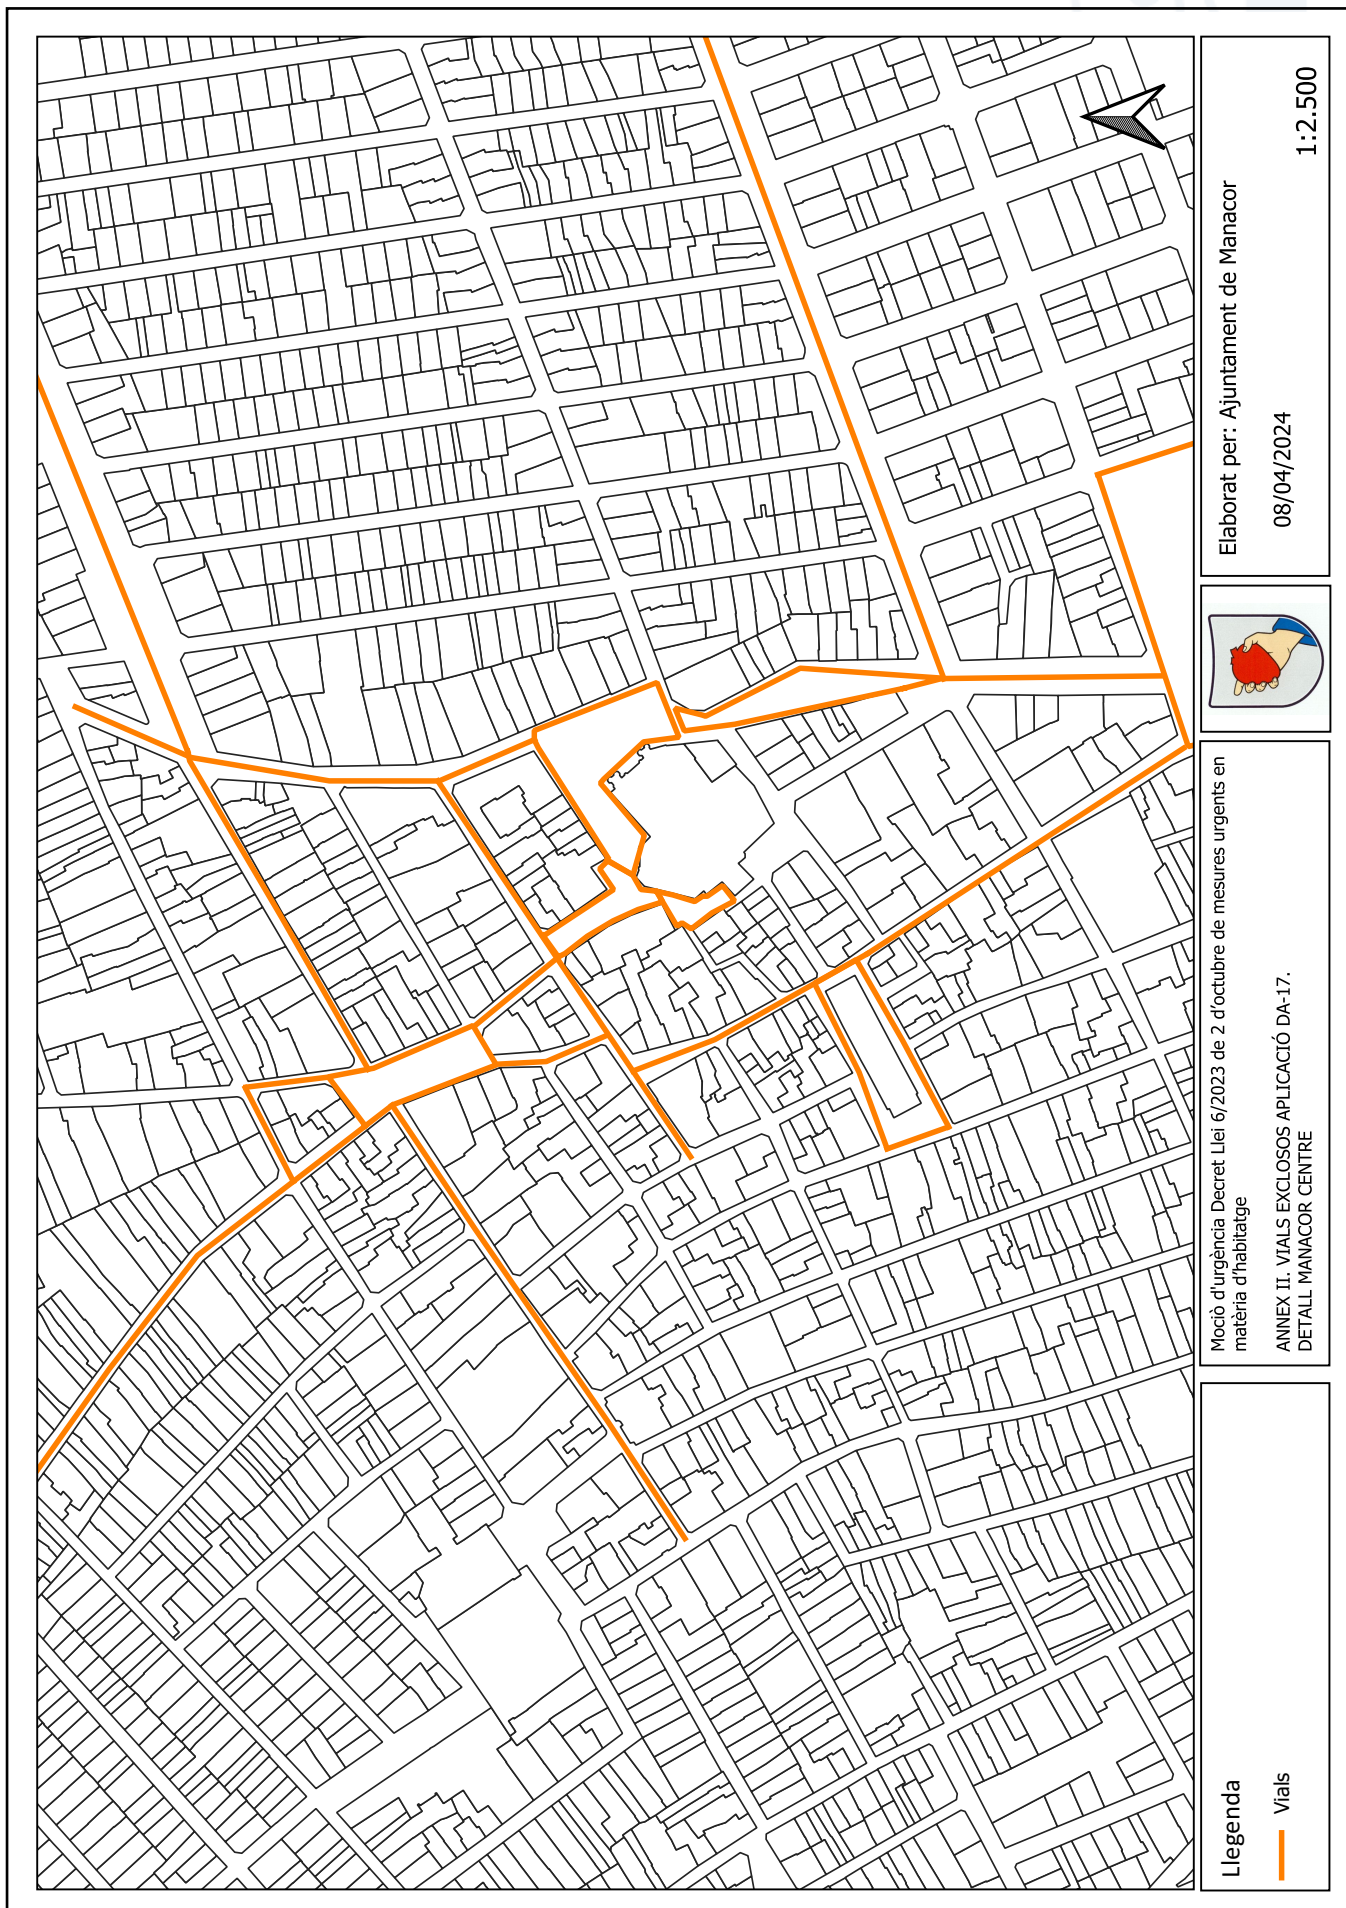 Llegenda
Vials
Moció d'urgència Decret Llei 6/2023 de 2 d'octubre de mesures urgents en
matèria d'habitatge
ANNEX II. VIALS EXCLOSOS APLICACIÓ DA-17.
DETALL MANACOR CENTRE
Elaborat per: Ajuntament de Manacor
08/04/2024
1:2.500